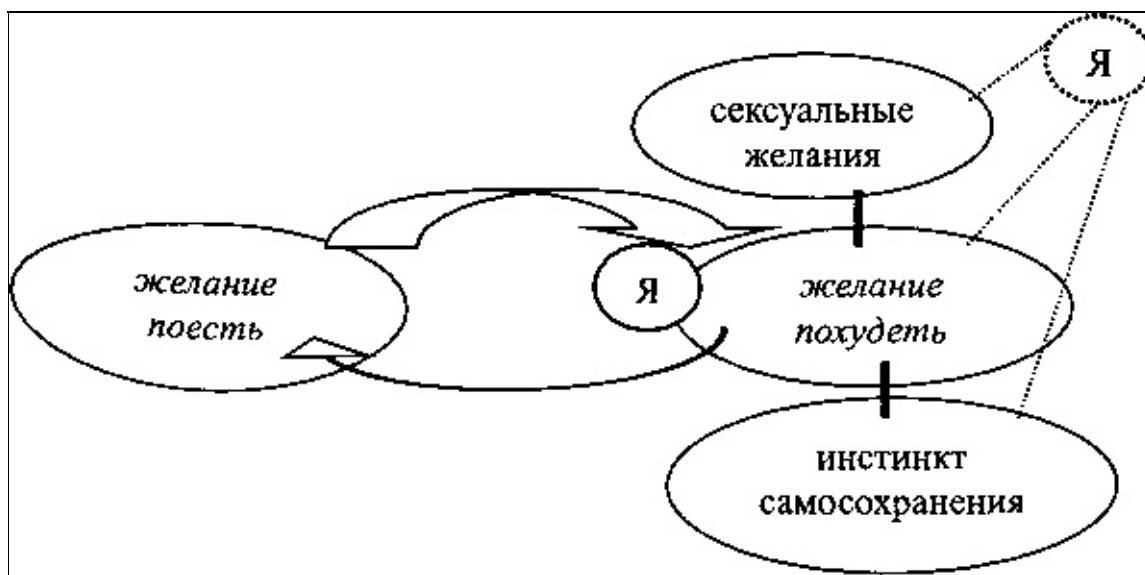 Я
сексуальные
желания
желание
поесть
Я
желание
похудеть
инстинкт
самосохранения